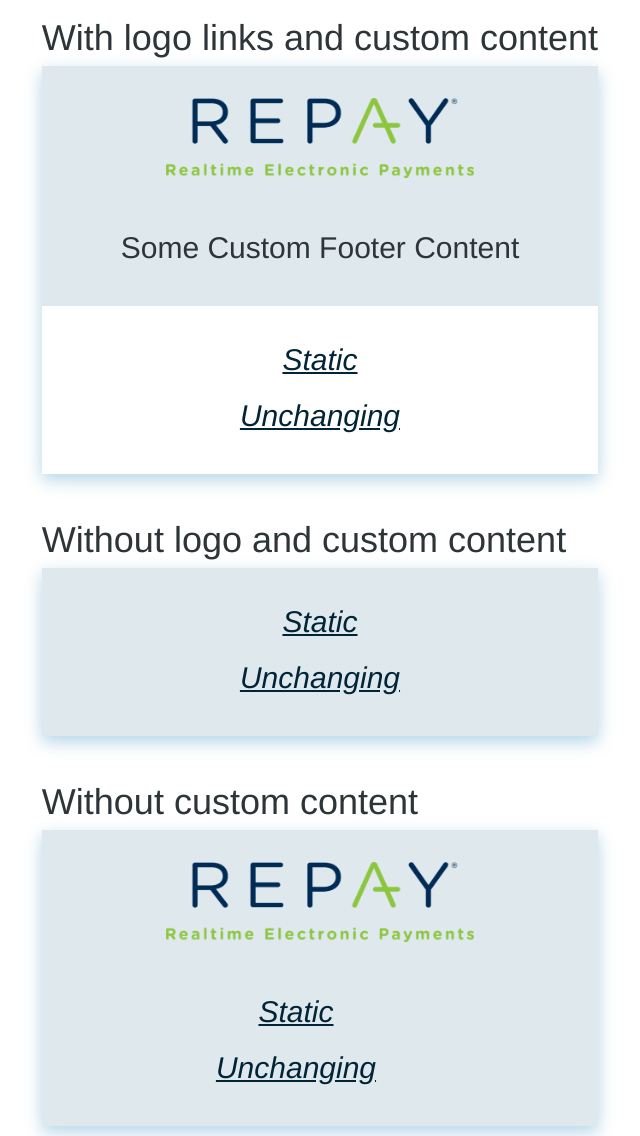 With logo links and custom content
REPAY®
Realtime Electronic Payments
Some Custom Footer Content
Static
Unchanging
Without logo and custom content
Static
Unchanging
Without custom content
REPAY®
Realtime Electronic Payments
Static
Unchanging